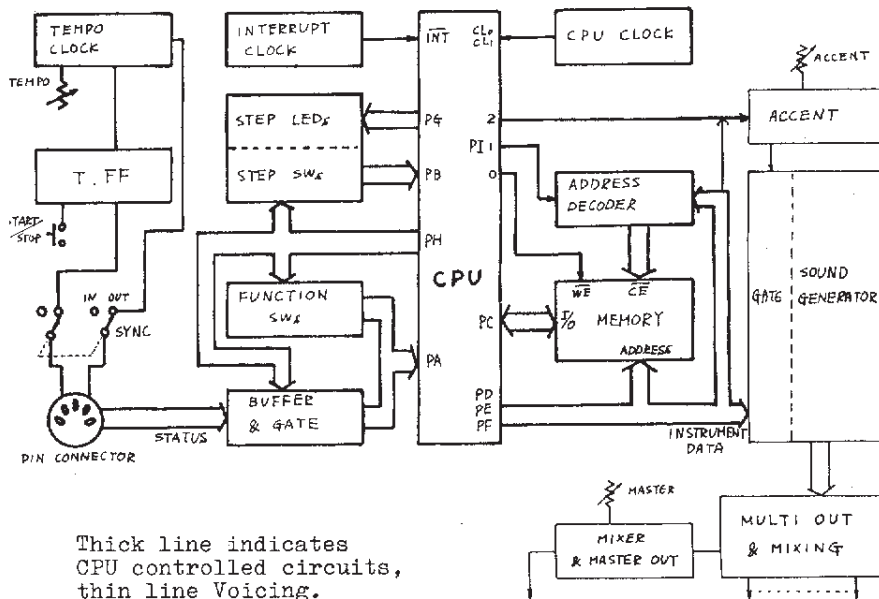 TEMPO
CLOCK
TEMPO
T.FF
START/
STOP
IN OUT
SYNC
DIN CONNECTOR
STATUS
INTERRUPT
CLOCK
STEP LEDs
STEP SWs
FUNCTION
SWs
BUFFER
& GATE
INT
CL0
CL1
PG
PB
PH
CPU
PA
2
PI 1
0
PC
PD
PE
PF
CPU CLOCK
ADDRESS
DECODER
WE
CE
I/O
MEMORY
ADDRESS
INSTRUMENT
DATA
ACCENT
ACCENT
GATE
SOUND
GENERATOR
MASTER
MIXER
& MASTER OUT
MULTI OUT
& MIXING
Thick line indicates
CPU controlled circuits,
thin line Voicing.